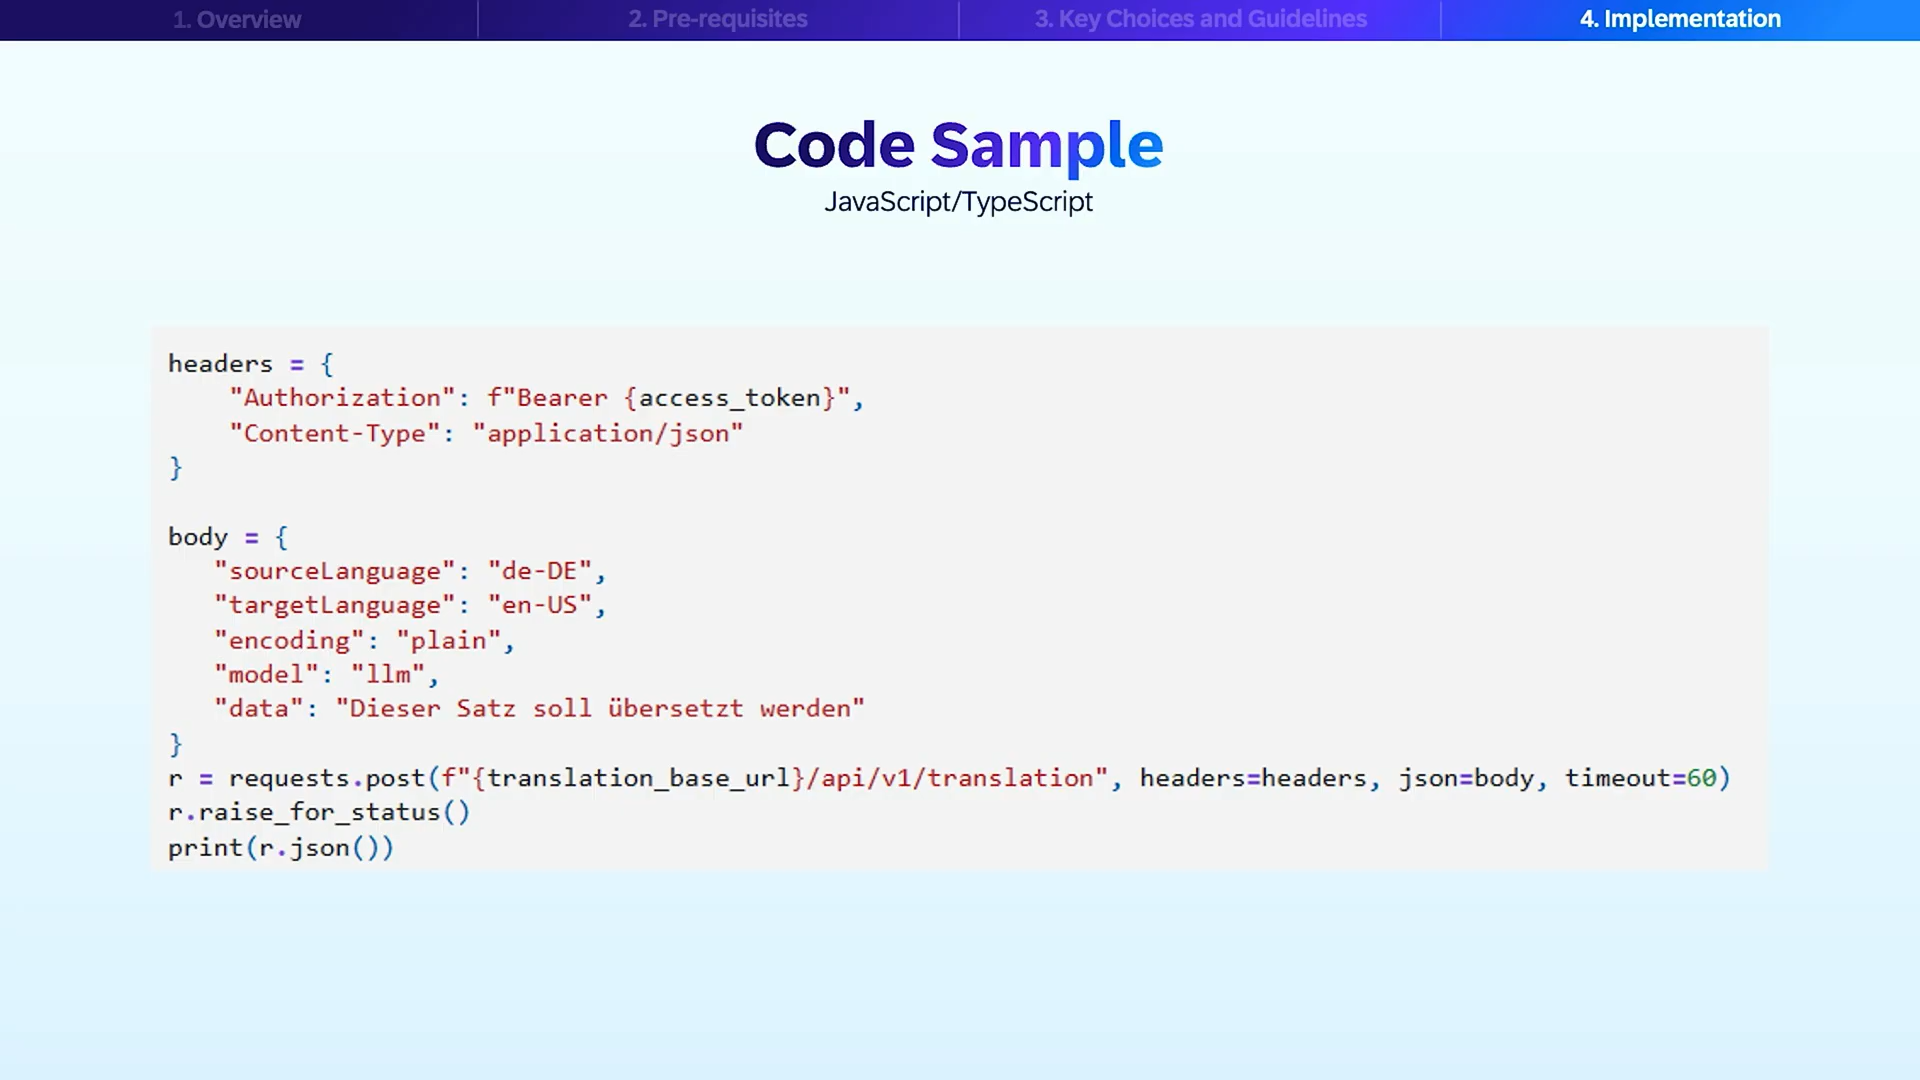 1. Overview
2. Pre-requisites
3. Key Choices and Guidelines
4. Implementation
Code Sample
JavaScript/TypeScript
headers = {
    "Authorization": f"Bearer {access_token}",
    "Content-Type": "application/json"
}
body = {
   "sourceLanguage": "de-DE",
   "targetLanguage": "en-US",
   "encoding": "plain",
   "model": "llm",
   "data": "Dieser Satz soll übersetzt werden"
}
r = requests.post(f"{translation_base_url}/api/v1/translation", headers=headers, json=body, timeout=60)
r.raise_for_status()
print(r.json())